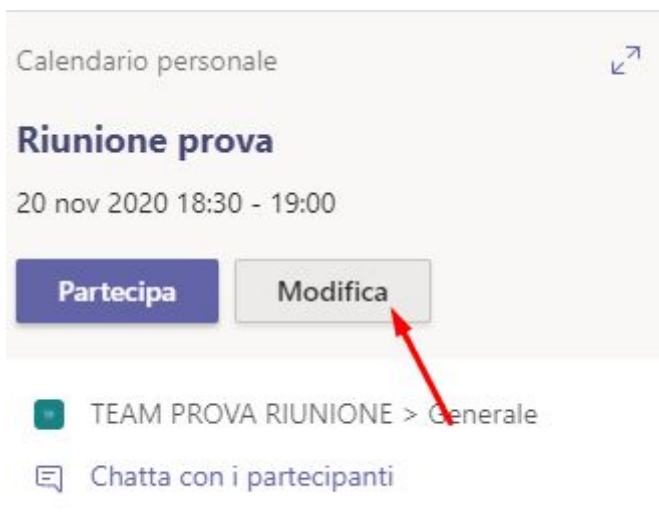 Calendario personale
Riunione prova
20 nov 2020 18:30 - 19:00
Partecipa Modifica
TEAM PROVA RIUNIONE > Generale
Chatta con i partecipanti